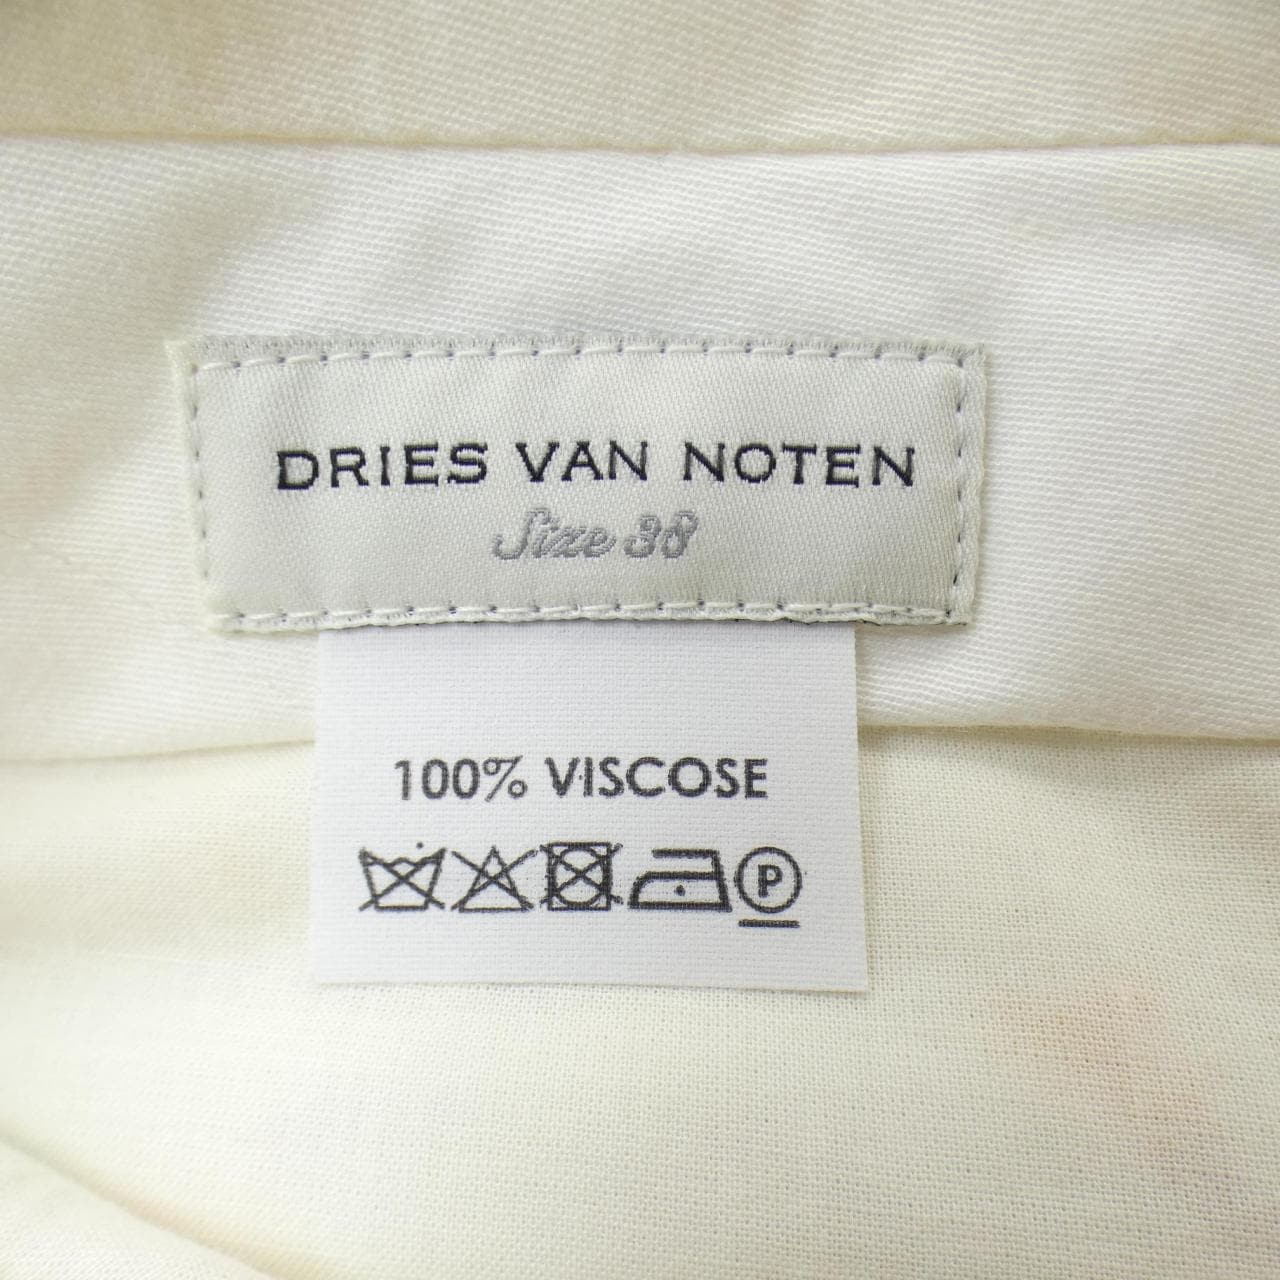 DRIES VAN NOTEN
Size 38
100% VISCOSE
P